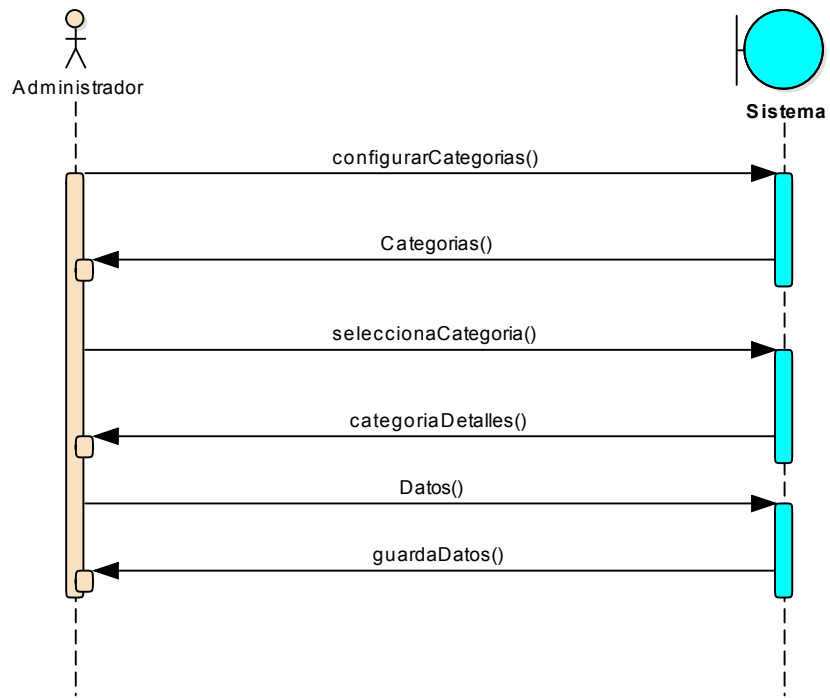 Administrador
Sistema
configurarCategorias()
Categorias()
seleccionaCategoria()
categoriaDetalles()
Datos()
guardaDatos()